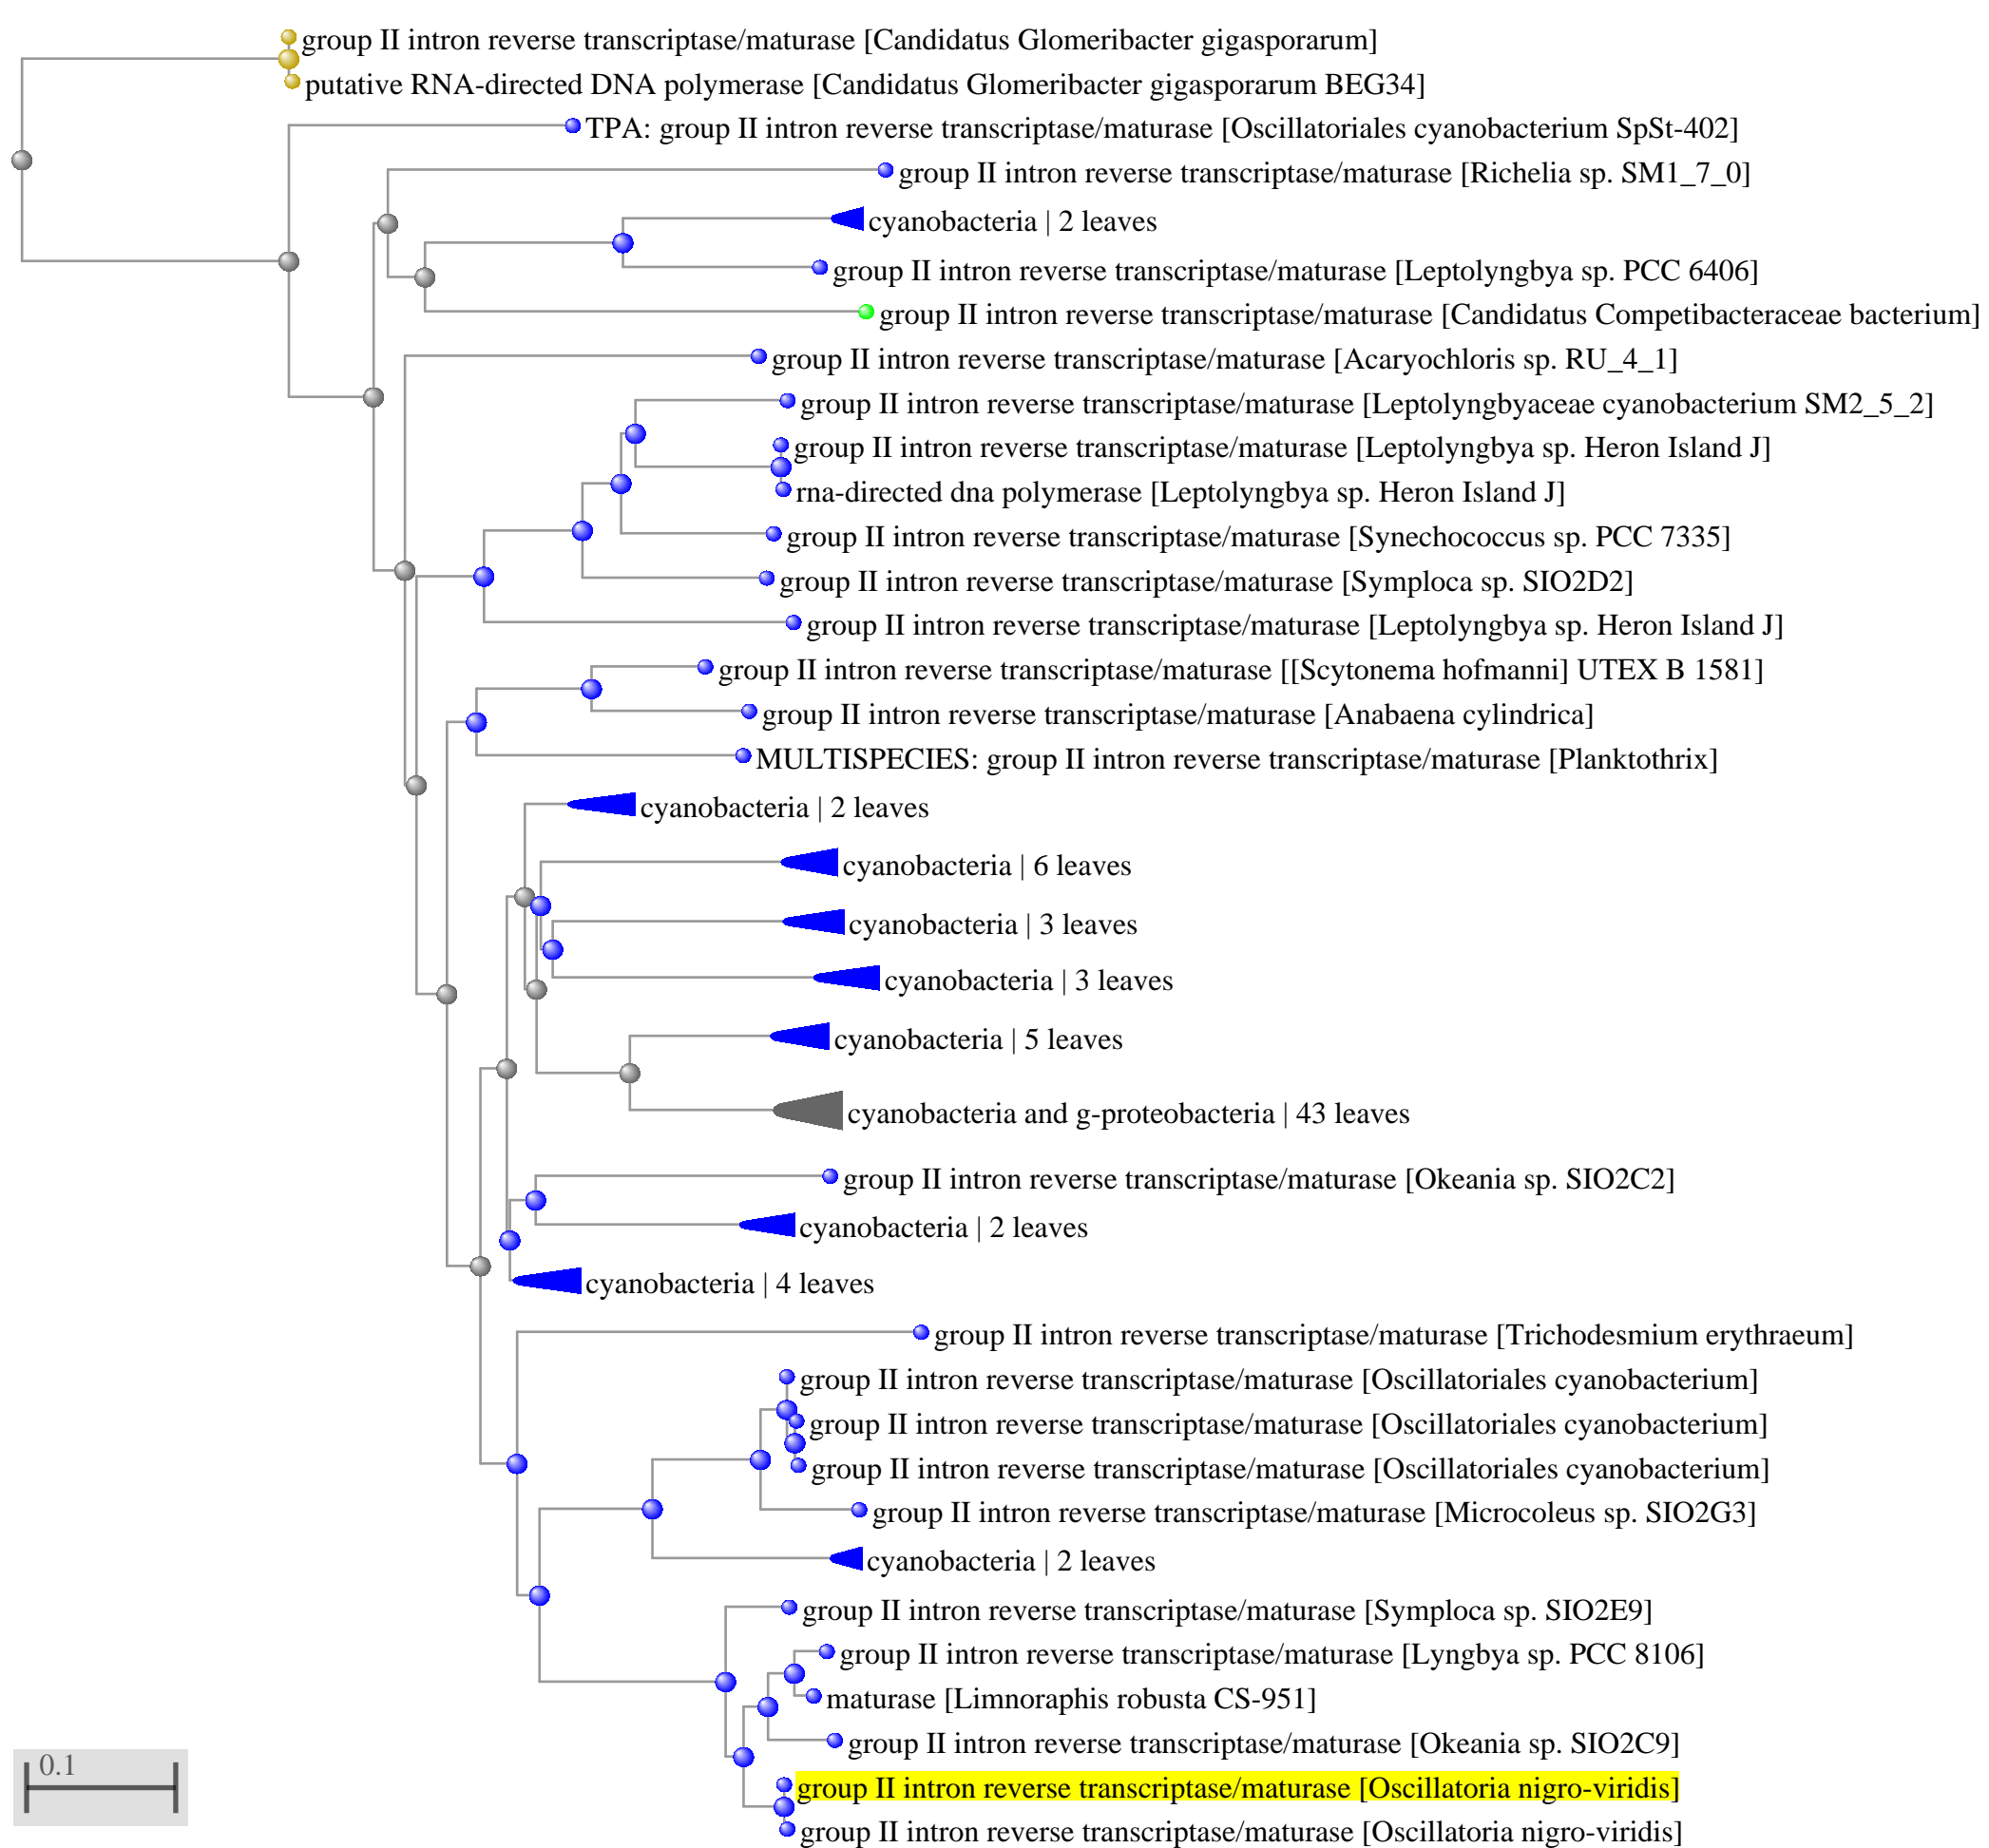 group II intron reverse transcriptase/maturase [Candidatus Glomeribacter gigasporarum]
putative RNA-directed DNA polymerase [Candidatus Glomeribacter gigasporarum BEG34]
TPA: group II intron reverse transcriptase/maturase [Oscillatoriales cyanobacterium SpSt-402]
group II intron reverse transcriptase/maturase [Richelia sp. SM1_7_0]
cyanobacteria | 2 leaves
group II intron reverse transcriptase/maturase [Leptolyngbya sp. PCC 6406]
group II intron reverse transcriptase/maturase [Candidatus Competibacteraceae bacterium]
group II intron reverse transcriptase/maturase [Acaryochloris sp. RU_4_1]
group II intron reverse transcriptase/maturase [Leptolyngbyaceae cyanobacterium SM2_5_2]
group II intron reverse transcriptase/maturase [Leptolyngbya sp. Heron Island J]
rna-directed dna polymerase [Leptolyngbya sp. Heron Island J]
group II intron reverse transcriptase/maturase [Synechococcus sp. PCC 7335]
group II intron reverse transcriptase/maturase [Symploca sp. SIO2D2]
group II intron reverse transcriptase/maturase [Leptolyngbya sp. Heron Island J]
group II intron reverse transcriptase/maturase [[Scytonema hofmanni] UTEX B 1581]
group II intron reverse transcriptase/maturase [Anabaena cylindrica]
MULTISPECIES: group II intron reverse transcriptase/maturase [Planktothrix]
cyanobacteria | 2 leaves
cyanobacteria | 6 leaves
cyanobacteria | 3 leaves
cyanobacteria | 3 leaves
cyanobacteria | 5 leaves
cyanobacteria and g-proteobacteria | 43 leaves
group II intron reverse transcriptase/maturase [Okeania sp. SIO2C2]
cyanobacteria | 2 leaves
cyanobacteria | 4 leaves
group II intron reverse transcriptase/maturase [Trichodesmium erythraeum]
group II intron reverse transcriptase/maturase [Oscillatoriales cyanobacterium]
group II intron reverse transcriptase/maturase [Oscillatoriales cyanobacterium]
group II intron reverse transcriptase/maturase [Oscillatoriales cyanobacterium]
group II intron reverse transcriptase/maturase [Microcoleus sp. SIO2G3]
cyanobacteria | 2 leaves
group II intron reverse transcriptase/maturase [Symploca sp. SIO2E9]
group II intron reverse transcriptase/maturase [Lyngbya sp. PCC 8106]
maturase [Limnoraphis robusta CS-951]
group II intron reverse transcriptase/maturase [Okeania sp. SIO2C9]
0.1
group II intron reverse transcriptase/maturase [Oscillatoria nigro-viridis]
group II intron reverse transcriptase/maturase [Oscillatoria nigro-viridis]